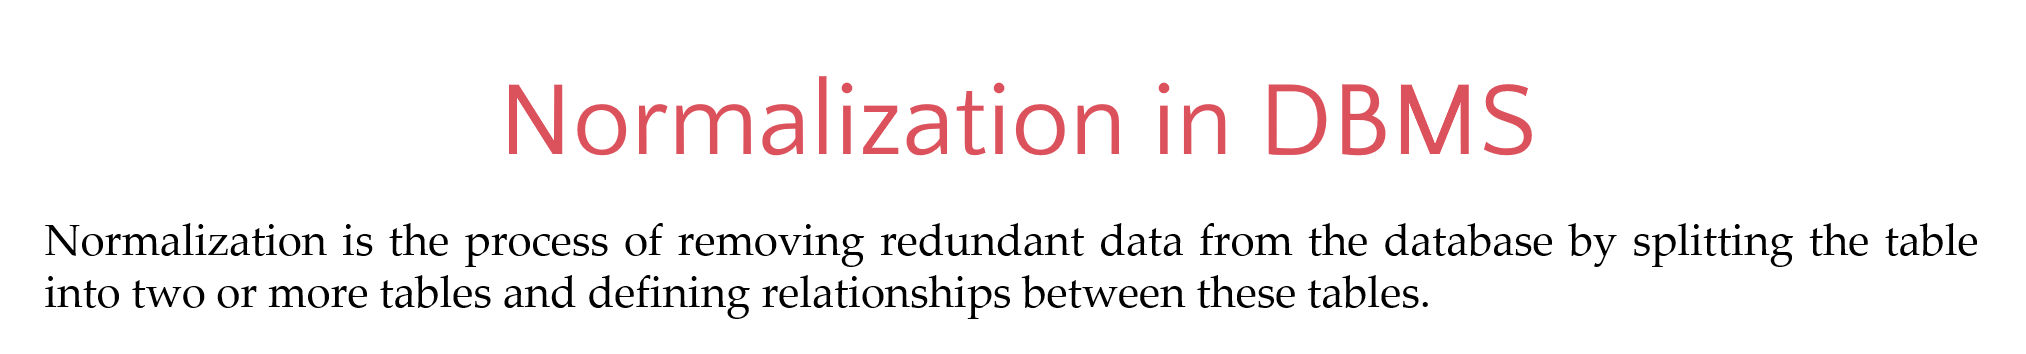 Normalization in DBMS
Normalization is the process of removing redundant data from the database by splitting the table
into two or more tables and defining relationships between these tables.